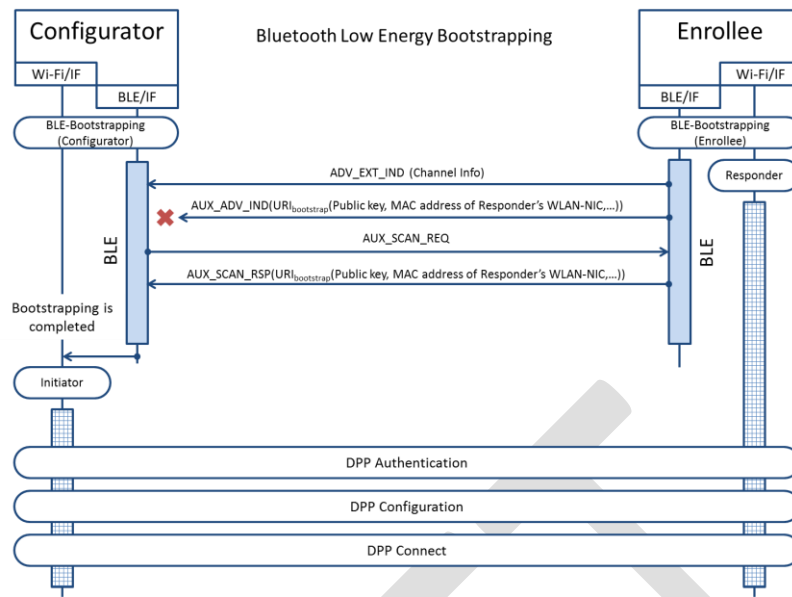 Configurator
Bluetooth Low Energy Bootstrapping
Enrollee
Wi-Fi/IF
BLE/IF
BLE/IF
Wi-Fi/IF
BLE-Bootstrapping
(Configurator)
BLE-Bootstrapping
(Enrollee)
Responder
ADV_EXT_IND (Channel Info)
AUX_ADV_IND(URIbootstrap(Public key, MAC address of Responder's WLAN-NIC,...))
AUX_SCAN_REQ
AUX_SCAN_RSP(URIbootstrap(Public key, MAC address of Responder's WLAN-NIC,...))
BLE
BLE
Bootstrapping is
completed
Initiator
DPP Authentication
DPP Configuration
DPP Connect